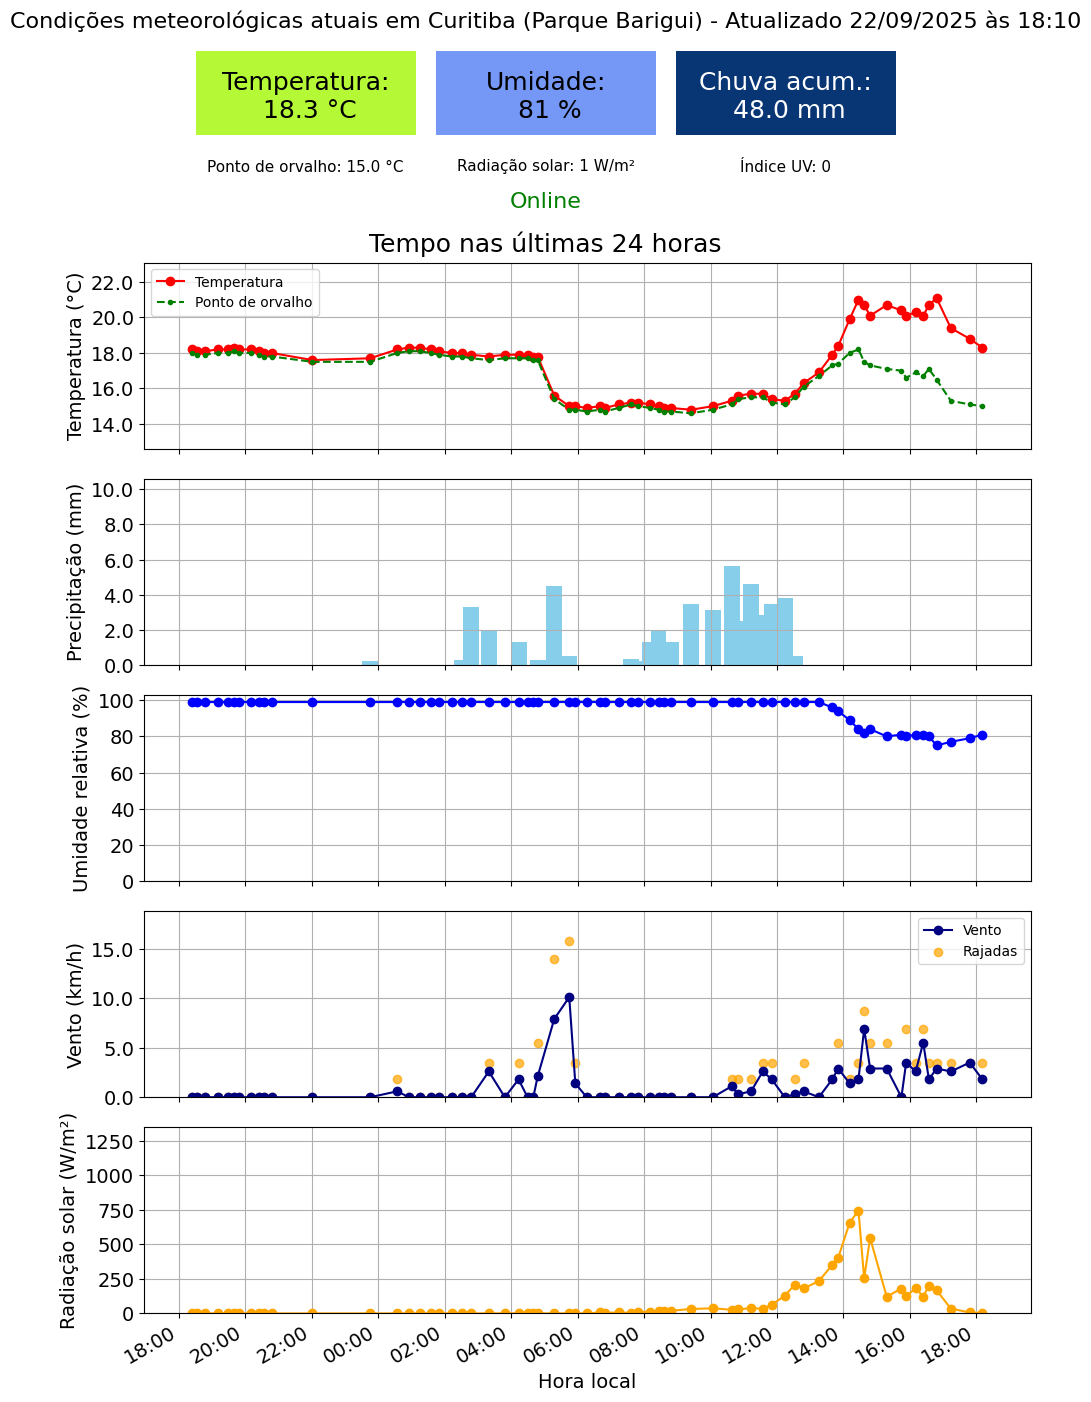 Condições meteorológicas atuais em Curitiba (Parque Barigui) - Atualizado 22/09/2025 às 18:10
Temperatura:
18.3 °C
Umidade:
81 %
Chuva acum.:
48.0 mm
Ponto de orvalho: 15.0 °C
Radiação solar: 1 W/m²
Índice UV: 0
Online
Tempo nas últimas 24 horas
Temperatura (°C)
22.0
20.0
18.0
16.0
14.0
Temperatura
Ponto de orvalho
Precipitação (mm)
10.0
8.0
6.0
4.0
2.0
0.0
Umidade relativa (%)
100
80
60
40
20
0
Vento (km/h)
15.0
10.0
5.0
0.0
Vento
Rajadas
Radiação solar (W/m²)
1250
1000
750
500
250
0
18:00
20:00
22:00
00:00
02:00
04:00
06:00
08:00
10:00
12:00
14:00
16:00
18:00
Hora local